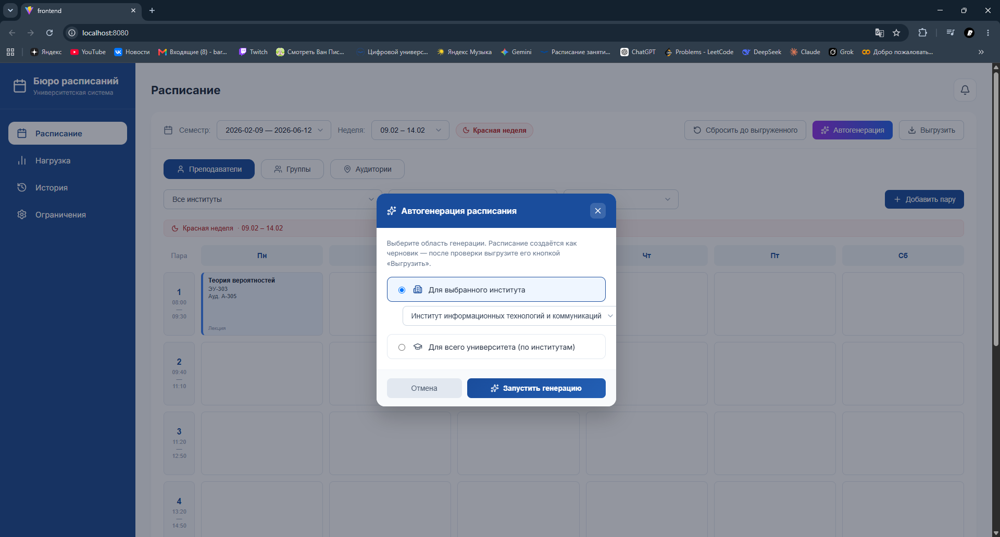 frontend
localhost:8080
Яндекс
YouTube
Новости
Входящие (8) - bar...
Twitch
Смотреть Ван Пис...
Цифровой универс...
Яндекс Музыка
Gemini
Расписание заняти...
ChatGPT
Problems - LeetCode
DeepSeek
Claude
Grok
Добро пожаловать...
Бюро расписаний
Университетская система
Расписание
Нагрузка
История
Ограничения
Расписание
Семестр:
2026-02-09 — 2026-06-12
Неделя:
09.02 – 14.02
Красная неделя
Сбросить до выгруженного
Автогенерация
Выгрузить
Преподаватели
Группы
Аудитории
Все институты
Добавить пару
Красная неделя · 09.02 – 14.02
Пара
Пн
Чт
Пт
Сб
1
08:00
—
09:30
Теория вероятностей
ЭУ-303
Ауд. А-305
Лекция
2
09:40
—
11:10
3
11:20
—
12:50
4
13:20
—
14:50
Автогенерация расписания
Выберите область генерации. Расписание создаётся как
черновик — после проверки выгрузите его кнопкой
«Выгрузить».
Для выбранного института
Институт информационных технологий и коммуникаций
Для всего университета (по институтам)
Отмена
Запустить генерацию